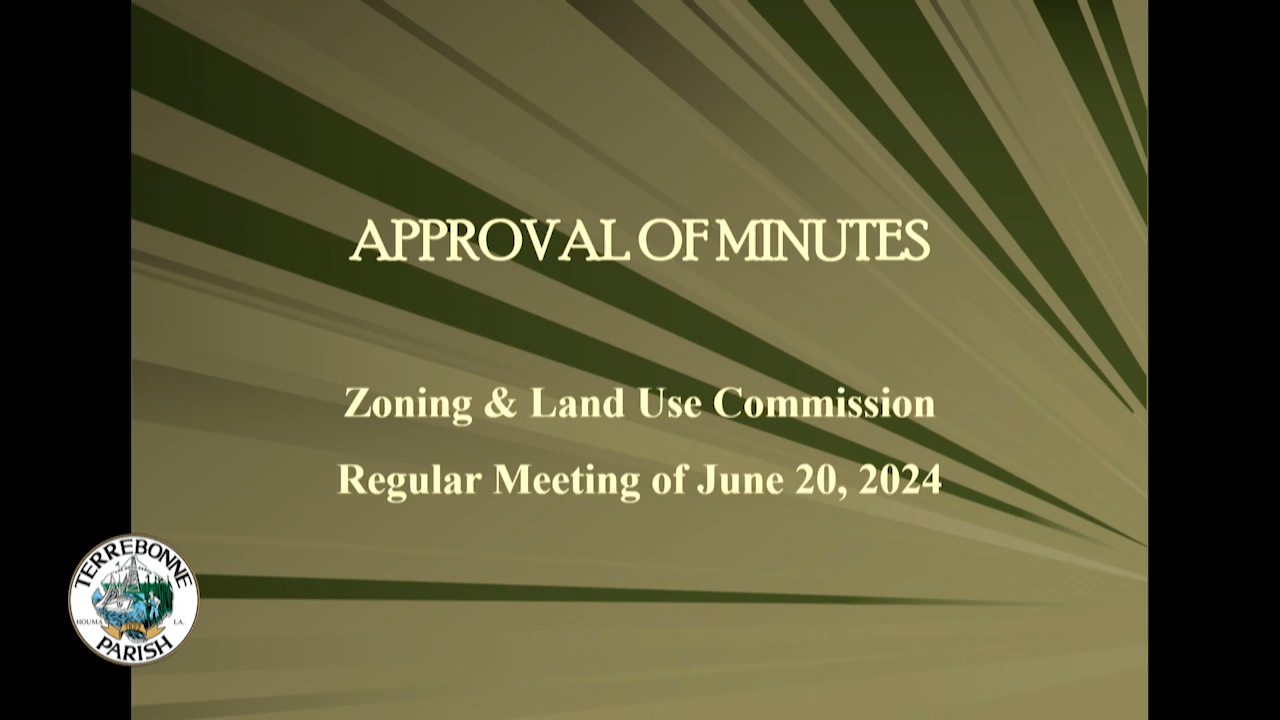 APPROVAL OF MINUTES
Zoning & Land Use Commission
Regular Meeting of June 20, 2024
TERREBONNE
HOUMA LA.
PARISH